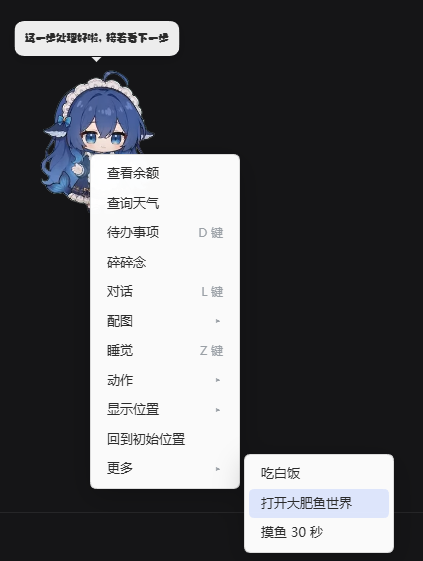 这一步处理好啦，接着看下一步
查看余额
查询天气
待办事项 D 键
碎碎念
对话 L 键
配图
睡觉 Z 键
动作
显示位置
回到初始位置
更多
吃白饭
打开大肥鱼世界
摸鱼 30 秒